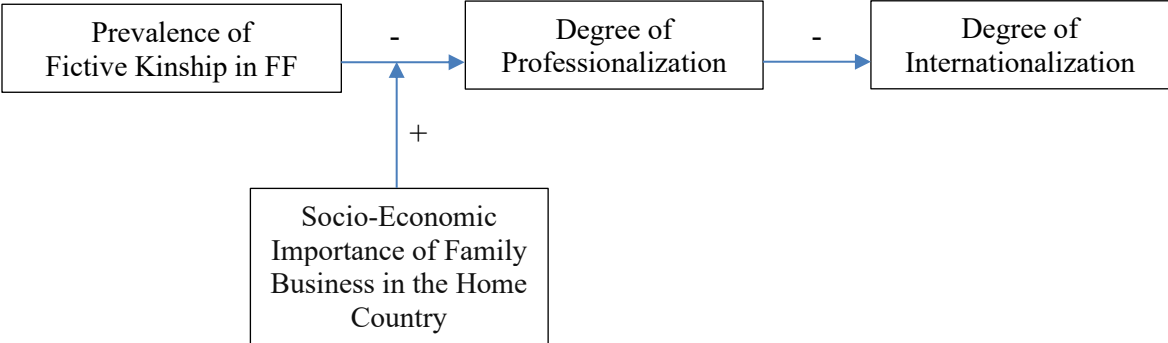 Prevalence of
Fictive Kinship in FF
-
Degree of
Professionalization
-
Degree of
Internationalization
+
Socio-Economic
Importance of Family
Business in the Home
Country